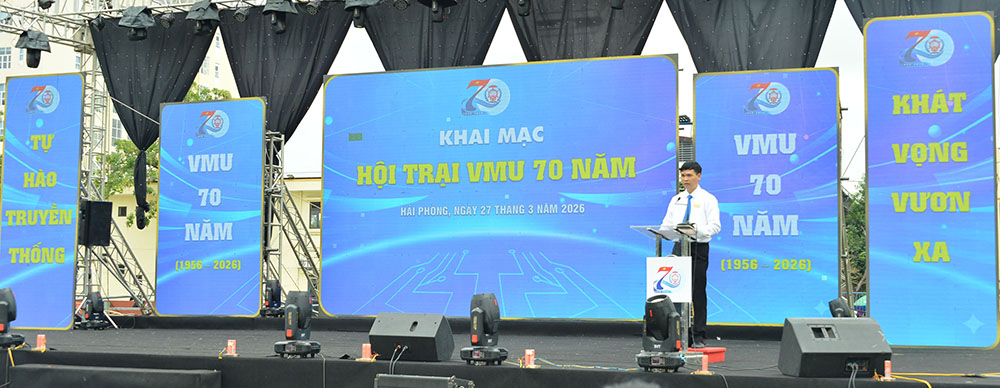 TỰ
HÀO
TRUYỀN
THỐNG
VMU
70
NĂM
(1956 - 2026)
70
KHAI MẠC
HỘI TRẠI VMU 70 NĂM
HẢI PHÒNG, NGÀY 27 THÁNG 3 NĂM 2026
VMU
70
NĂM
(1956 - 2026)
KHÁT
VỌNG
VƯƠN
XA